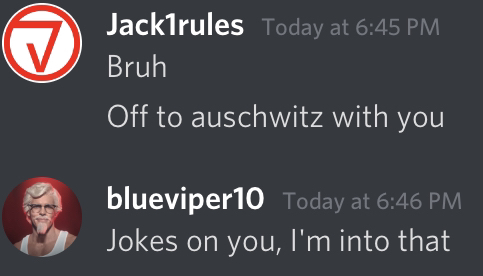 Jack1rules Today at 6:45 PM
Bruh
Off to auschwitz with you
blueviper10 Today at 6:46 PM
Jokes on you, I'm into that